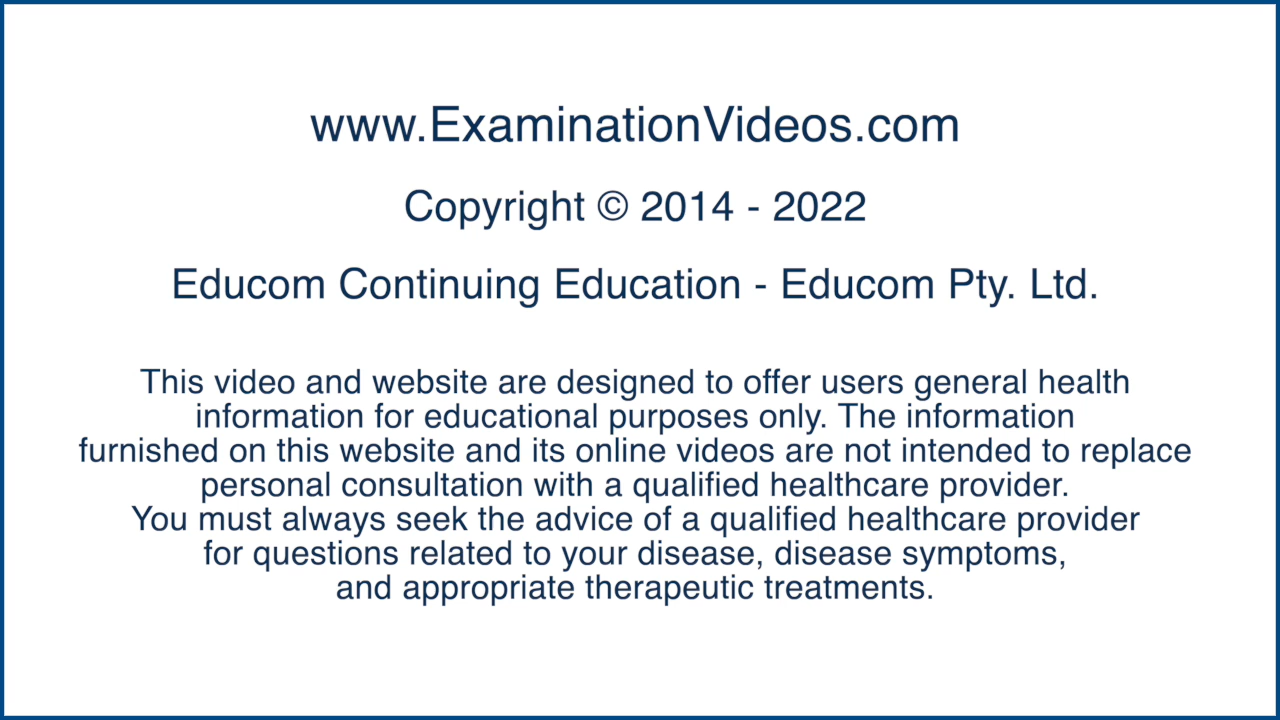 www.ExaminationVideos.com
Copyright © 2014 - 2022
Educom Continuing Education - Educom Pty. Ltd.
This video and website are designed to offer users general health
information for educational purposes only. The information
furnished on this website and its online videos are not intended to replace
personal consultation with a qualified healthcare provider.
You must always seek the advice of a qualified healthcare provider
for questions related to your disease, disease symptoms,
and appropriate therapeutic treatments.